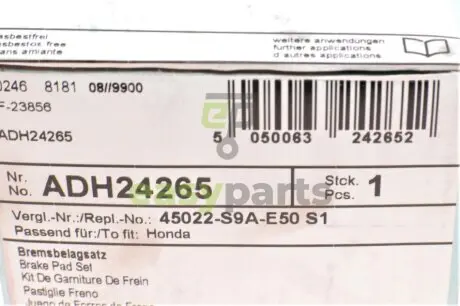 asbestfrei
asbestos free
sans amiante
weitere anwendungen
further applications
d'autres applications
0246 8181 08//9900
F-23856
ADH24265
5 050063 242652
easyparts
Nr.
No. ADH24265
Stck.
Pcs. 1
Vergl.-Nr.:/Repl.-No.: 45022-S9A-E50 S1
Passend für:/To fit: Honda
Bremsbelagsatz
Brake Pad Set
Kit De Garniture De Frein
Pastiglie Freno